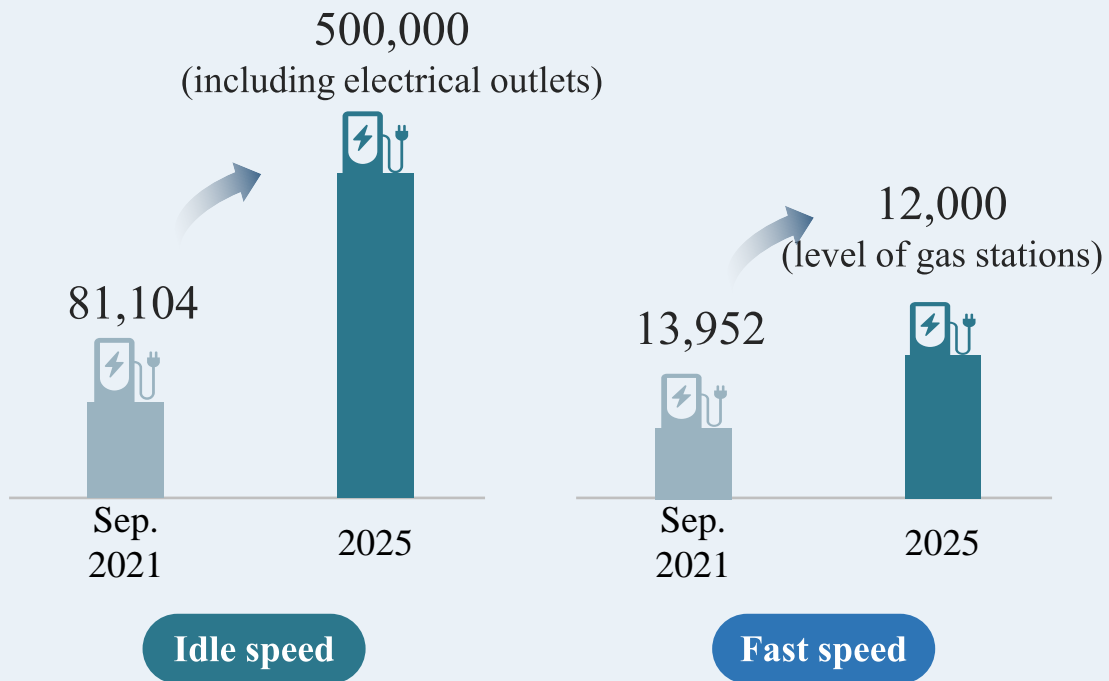 500,000
(including electrical outlets)
81,104
Sep.
2021
2025
Idle speed
12,000
(level of gas stations)
13,952
Sep.
2021
2025
Fast speed